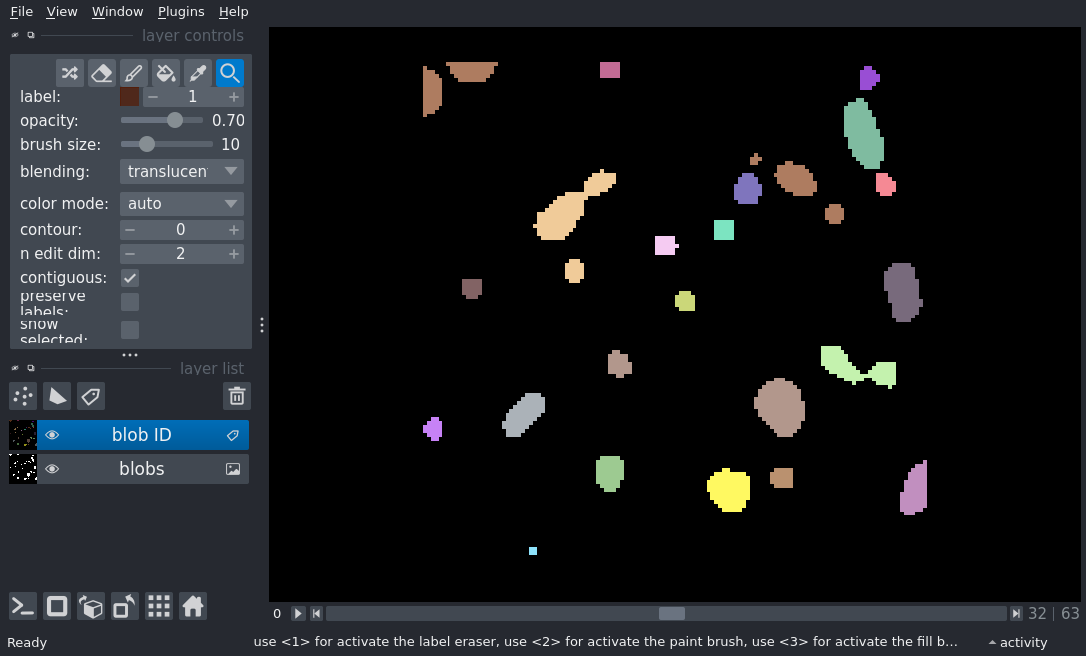 File View Window Plugins Help
layer controls
label: 1
opacity: 0.70
brush size: 10
blending: translucen
color mode: auto
contour: 0
n edit dim: 2
contiguous:
preserve
labels:
show
selected:
layer list
blob ID
blobs
0 32 | 63
Ready use <1> for activate the label eraser, use <2> for activate the paint brush, use <3> for activate the fill b... activity